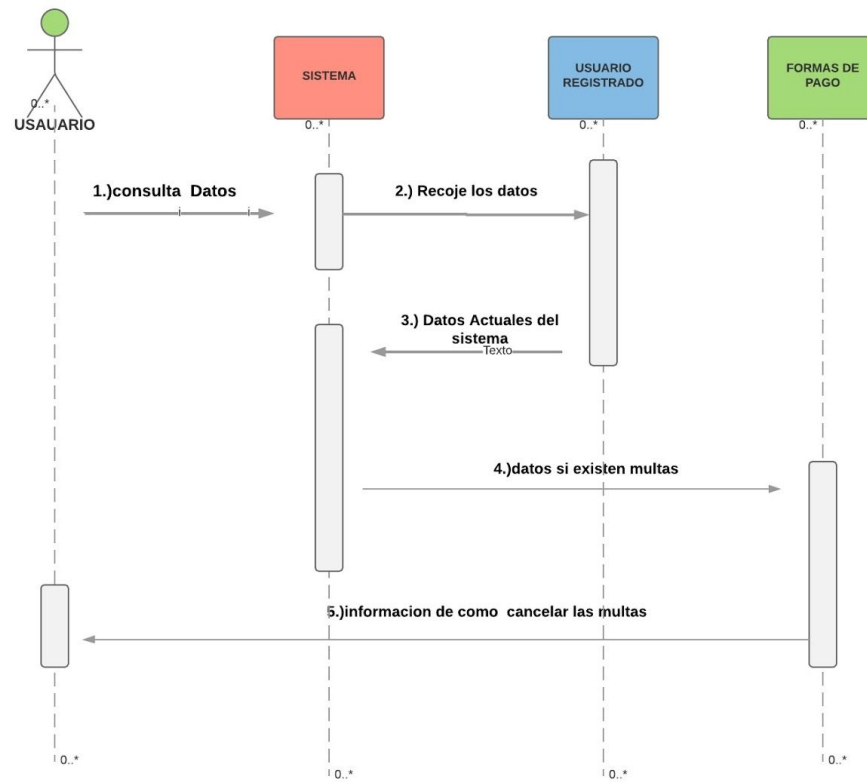 SISTEMA
USUARIO
REGISTRADO
FORMAS DE
PAGO
0..*
USAUARIO
0..*
0..*
0..*
1.)consulta Datos
i i
2.) Recoje los datos
3.) Datos Actuales del
sistema
Texto
4.)datos si existen multas
5.)informacion de como cancelar las multas
0..*
0..*
0..*
0..*